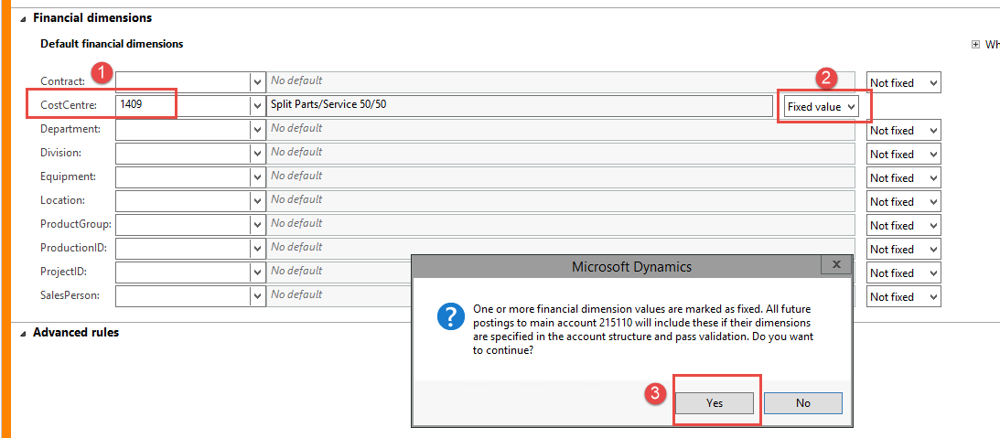 Financial dimensions
Default financial dimensions
Wh
1
2
Contract: No default Not fixed
CostCentre: 1409 Split Parts/Service 50/50 Fixed value
Department: No default Not fixed
Division: No default Not fixed
Equipment: No default Not fixed
Location: No default Not fixed
ProductGroup: No default Not fixed
ProductionID: No default Not fixed
ProjectID: No default Not fixed
SalesPerson: No default Not fixed
Advanced rules
Microsoft Dynamics
x
?
One or more financial dimension values are marked as fixed. All future
postings to main account 215110 will include these if their dimensions
are specified in the account structure and pass validation. Do you want
to continue?
3
Yes No